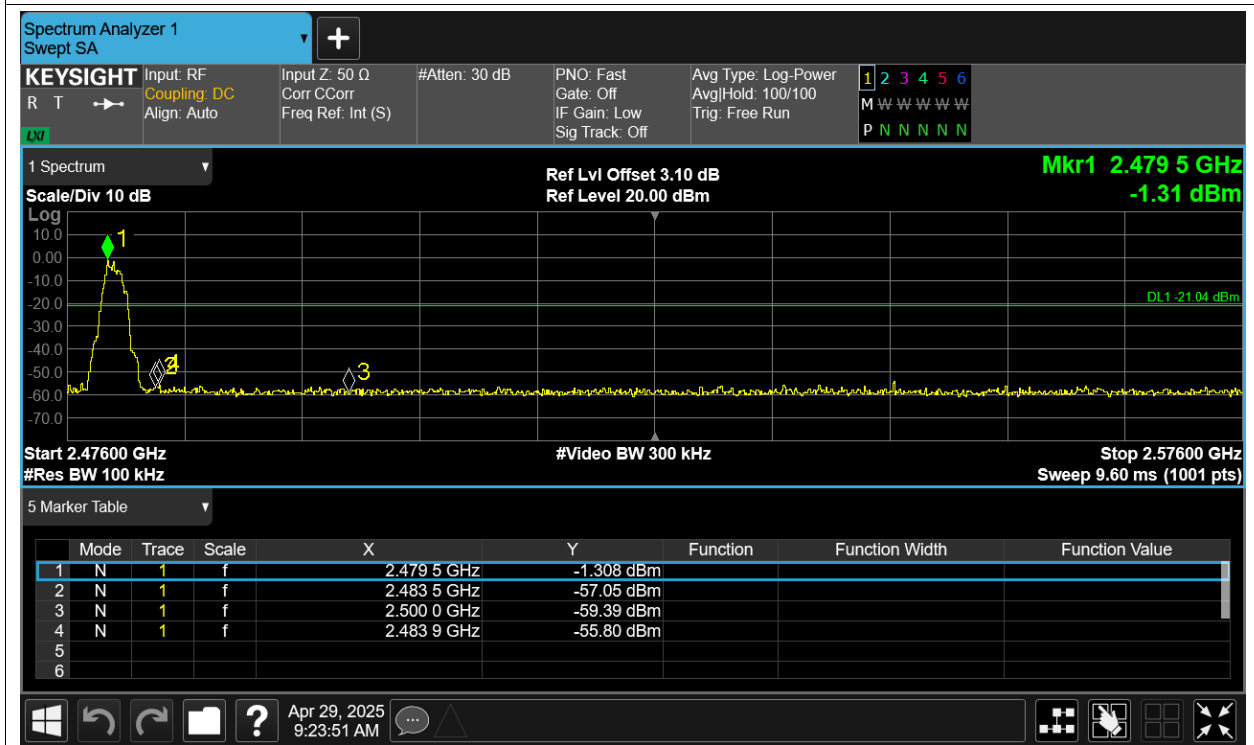 Spectrum Analyzer 1
Swept SA
+
KEYSIGHT
R T
LXI
Input: RF
Coupling: DC
Align: Auto
Input Z: 50 Ω
Corr CCorr
Freq Ref: Int (S)
#Atten: 30 dB
PNO: Fast
Gate: Off
IF Gain: Low
Sig Track: Off
Avg Type: Log-Power
Avg|Hold: 100/100
Trig: Free Run
1 2 3 4 5 6
M W W W W W
P N N N N N
1 Spectrum
Scale/Div 10 dB
Ref Lvl Offset 3.10 dB
Ref Level 20.00 dBm
Mkr1 2.479 5 GHz
-1.31 dBm
Log
10.0
0.00
-10.0
-20.0
-30.0
-40.0
-50.0
-60.0
-70.0
1
2
4
3
DL1 -21.04 dBm
Start 2.47600 GHz
#Res BW 100 kHz
#Video BW 300 kHz
Stop 2.57600 GHz
Sweep 9.60 ms (1001 pts)
5 Marker Table
Mode Trace Scale X Y Function Function Width Function Value
1 N 1 f 2.479 5 GHz -1.308 dBm
2 N 1 f 2.483 5 GHz -57.05 dBm
3 N 1 f 2.500 0 GHz -59.39 dBm
4 N 1 f 2.483 9 GHz -55.80 dBm
5
6
?
Apr 29, 2025
9:23:51 AM